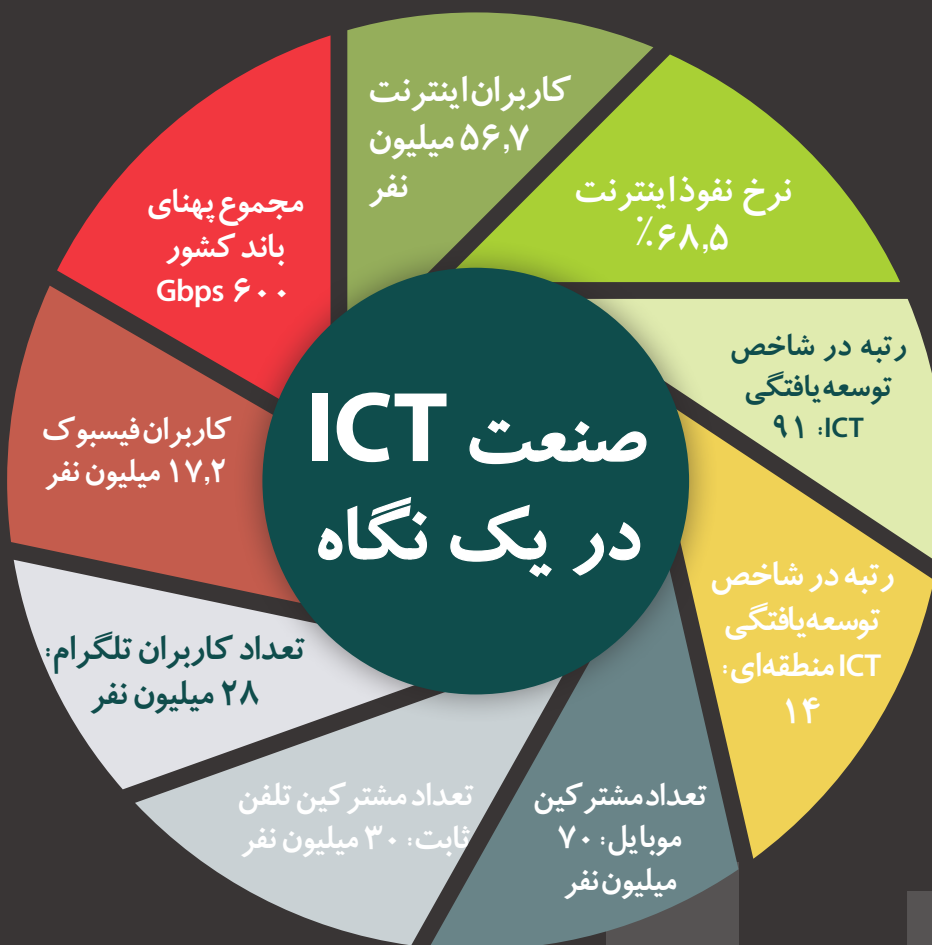 صنعت ICT
در یک نگاه
کاربران اینترنت
۵۶,۷ میلیون
نفر
نرخ نفوذ اینترنت
۶۸,۵٪
رتبه در شاخص
توسعه‌یافتگی
ICT: ۹۱
رتبه در شاخص
توسعه‌یافتگی
ICT منطقه‌ای:
۱۴
تعداد مشترکین
موبایل: ۷۰
میلیون نفر
تعداد مشترکین تلفن
ثابت: ۳۰ میلیون نفر
تعداد کاربران تلگرام:
۲۸ میلیون نفر
کاربران فیسبوک
۱۷,۲ میلیون نفر
مجموع پهنای
باند کشور
۶۰۰ Gbps